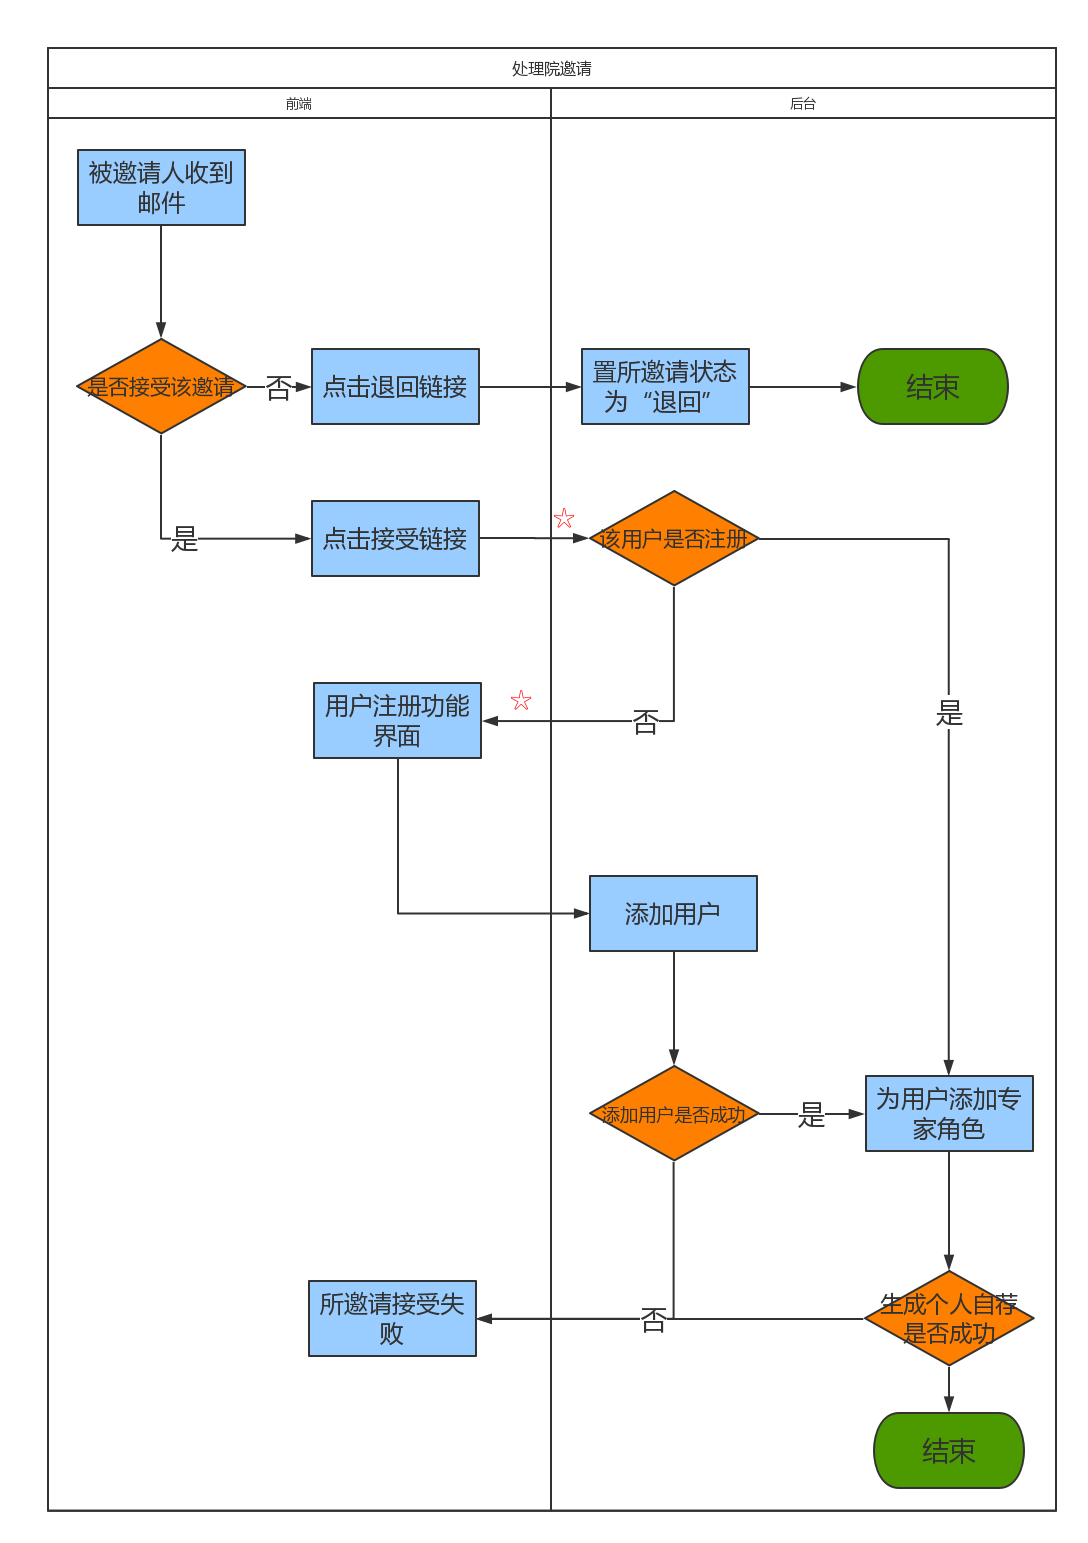 处理院邀请
前端
后台
被邀请人收到
邮件
是否接受该邀请
否
点击退回链接
置所邀请状态
为“退回”
结束
是
点击接受链接
☆
该用户是否注册
用户注册功能
界面
☆
否
是
添加用户
添加用户是否成功
是
为用户添加专
家角色
所邀请接受失
败
否
生成个人自荐
是否成功
结束